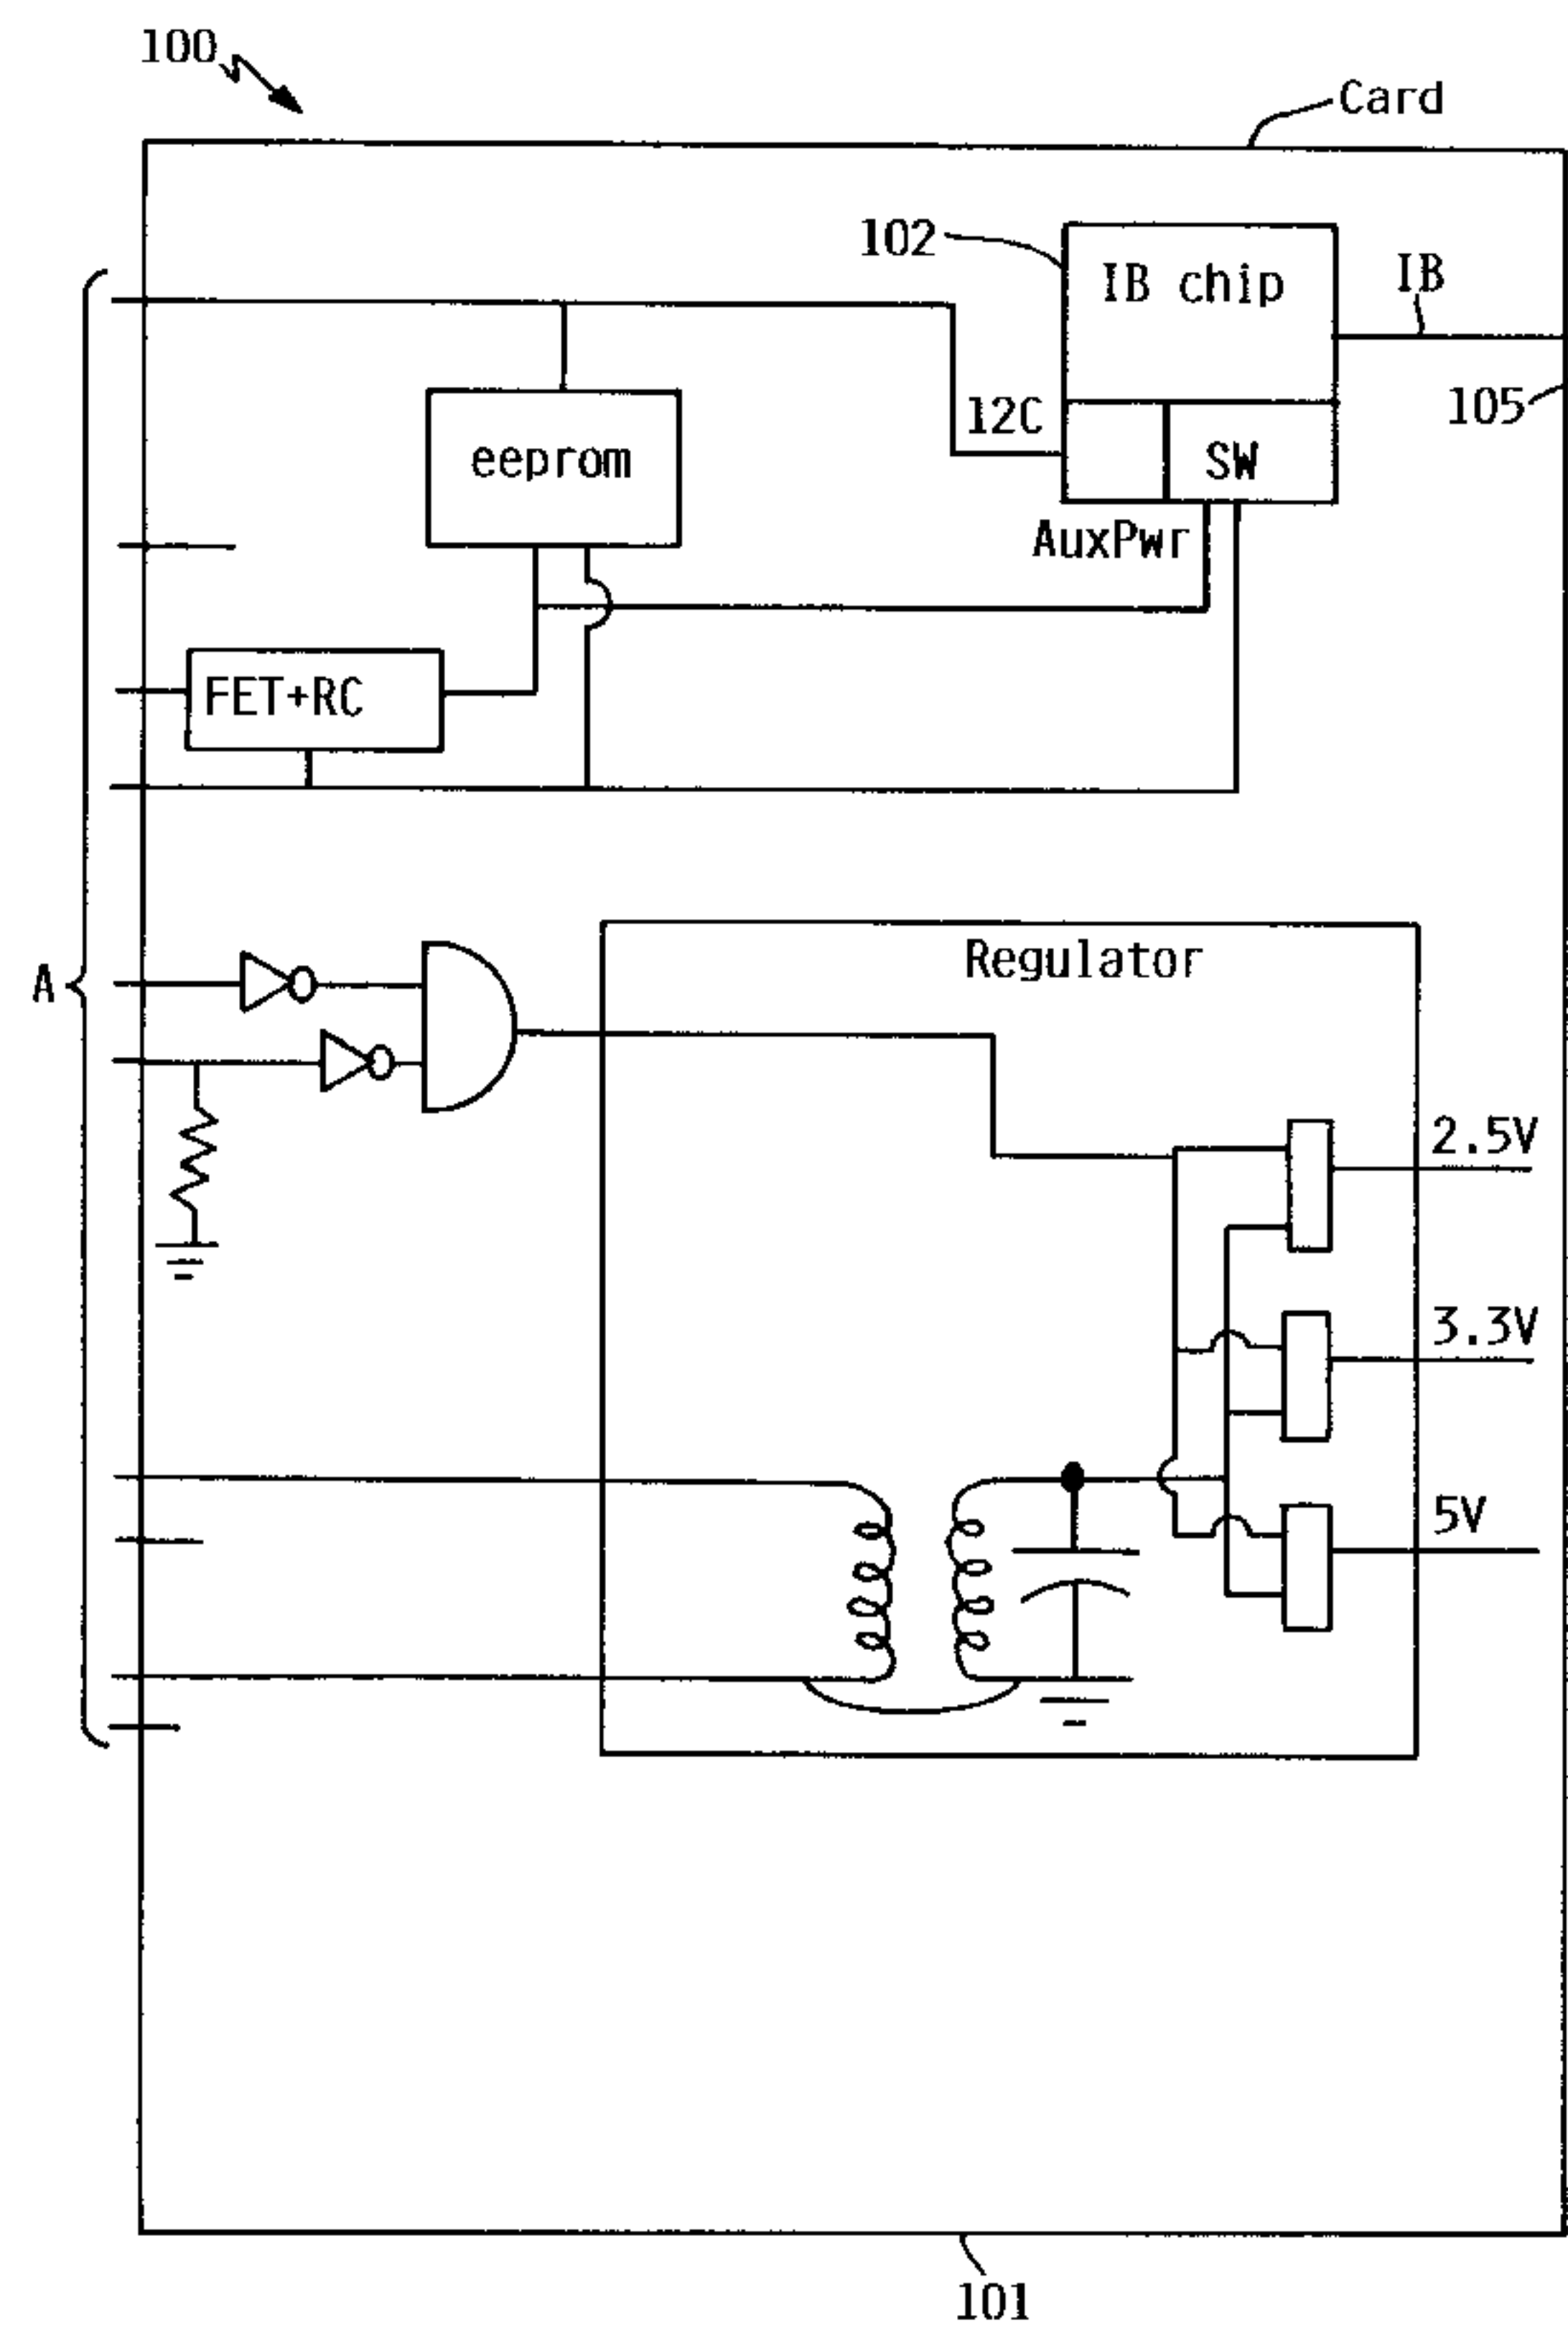 100
Card
102
IB chip
IB
105
12C
SW
eeprom
AuxPwr
FET+RC
A
Regulator
2.5V
3.3V
5V
101